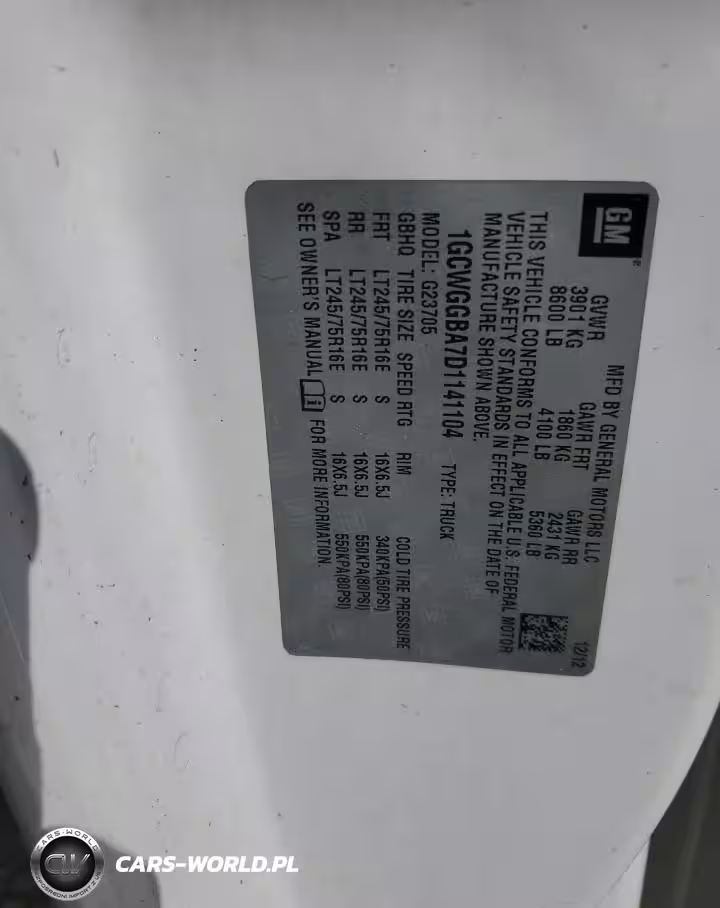 GM
MFD BY GENERAL MOTORS LLC 12/12
GVWR GAWR FRT GAWR RR
3901 KG 1860 KG 2431 KG
8600 LB 4100 LB 5360 LB
THIS VEHICLE CONFORMS TO ALL APPLICABLE U.S. FEDERAL MOTOR
VEHICLE SAFETY STANDARDS IN EFFECT ON THE DATE OF
MANUFACTURE SHOWN ABOVE.
1GCWGGBA7D1141104 TYPE: TRUCK
MODEL: G23705
GBHQ TIRE SIZE SPEED RTG RIM COLD TIRE PRESSURE
FRT LT245/75R16E S 16X6.5J 340KPA(50PSI)
RR LT245/75R16E S 16X6.5J 550KPA(80PSI)
SPA LT245/75R16E S 16X6.5J 550KPA(80PSI)
SEE OWNER'S MANUAL FOR MORE INFORMATION.
CARS-WORLD
CW
CARS-WORLD.PL